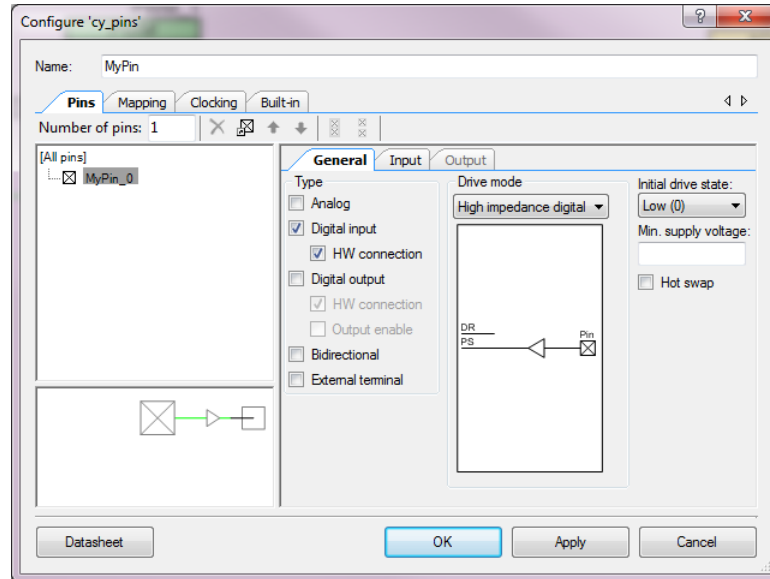 Configure 'cy_pins'
Name: MyPin
Pins Mapping Clocking Built-in
Number of pins: 1
[All pins]
MyPin_0
General Input Output
Type
Analog
Digital input
HW connection
Digital output
HW connection
Output enable
Bidirectional
External terminal
Drive mode
High impedance digital
DR
PS
Pin
Initial drive state:
Low (0)
Min. supply voltage:
Hot swap
Datasheet OK Apply Cancel